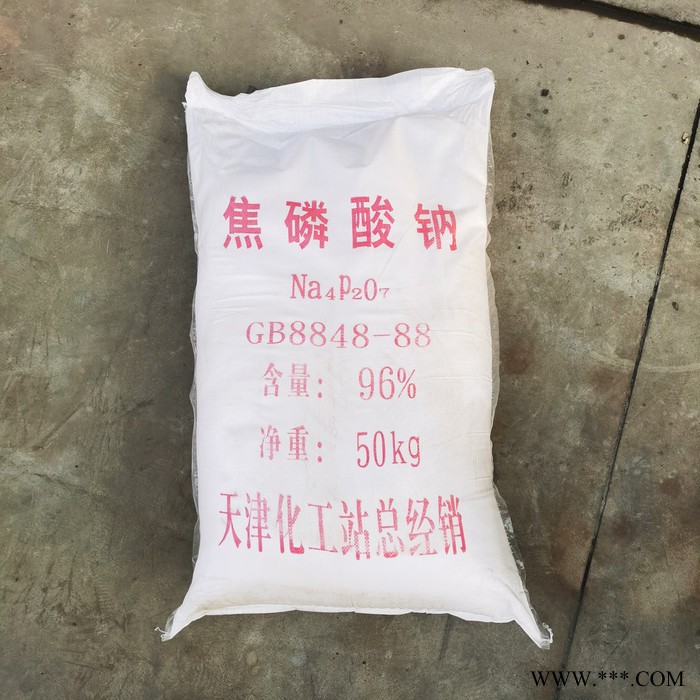 焦磷酸钠
Na₄P₂O₇
GB8848-88
含量: 96%
净重: 50kg
天津化工站总经销
WWW.***.COM